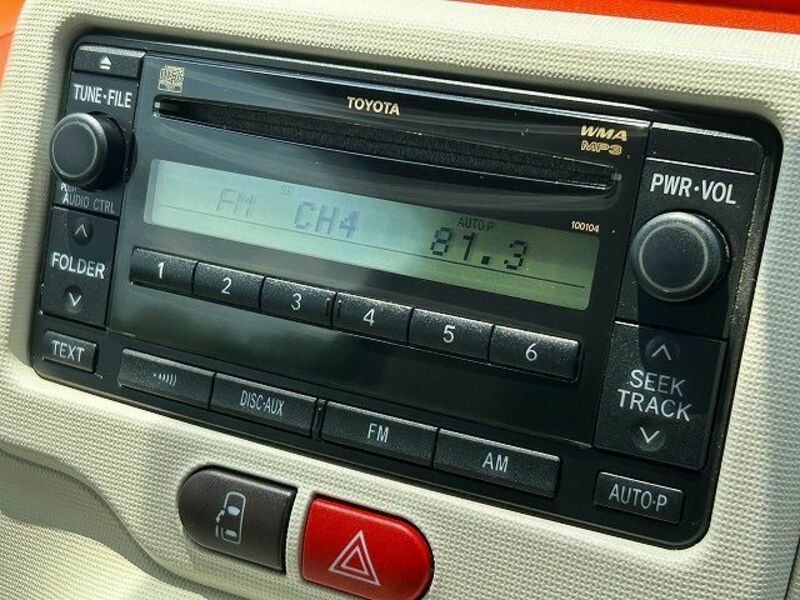 TUNE·FILE
TOYOTA
WMA
MP3
PUSH
AUDIO CTRL
PWR·VOL
FM ST CH4 AUTO.P 81.3
100104
FOLDER
1 2 3 4 5 6
TEXT
DISC·AUX
FM
AM
SEEK
TRACK
AUTO·P